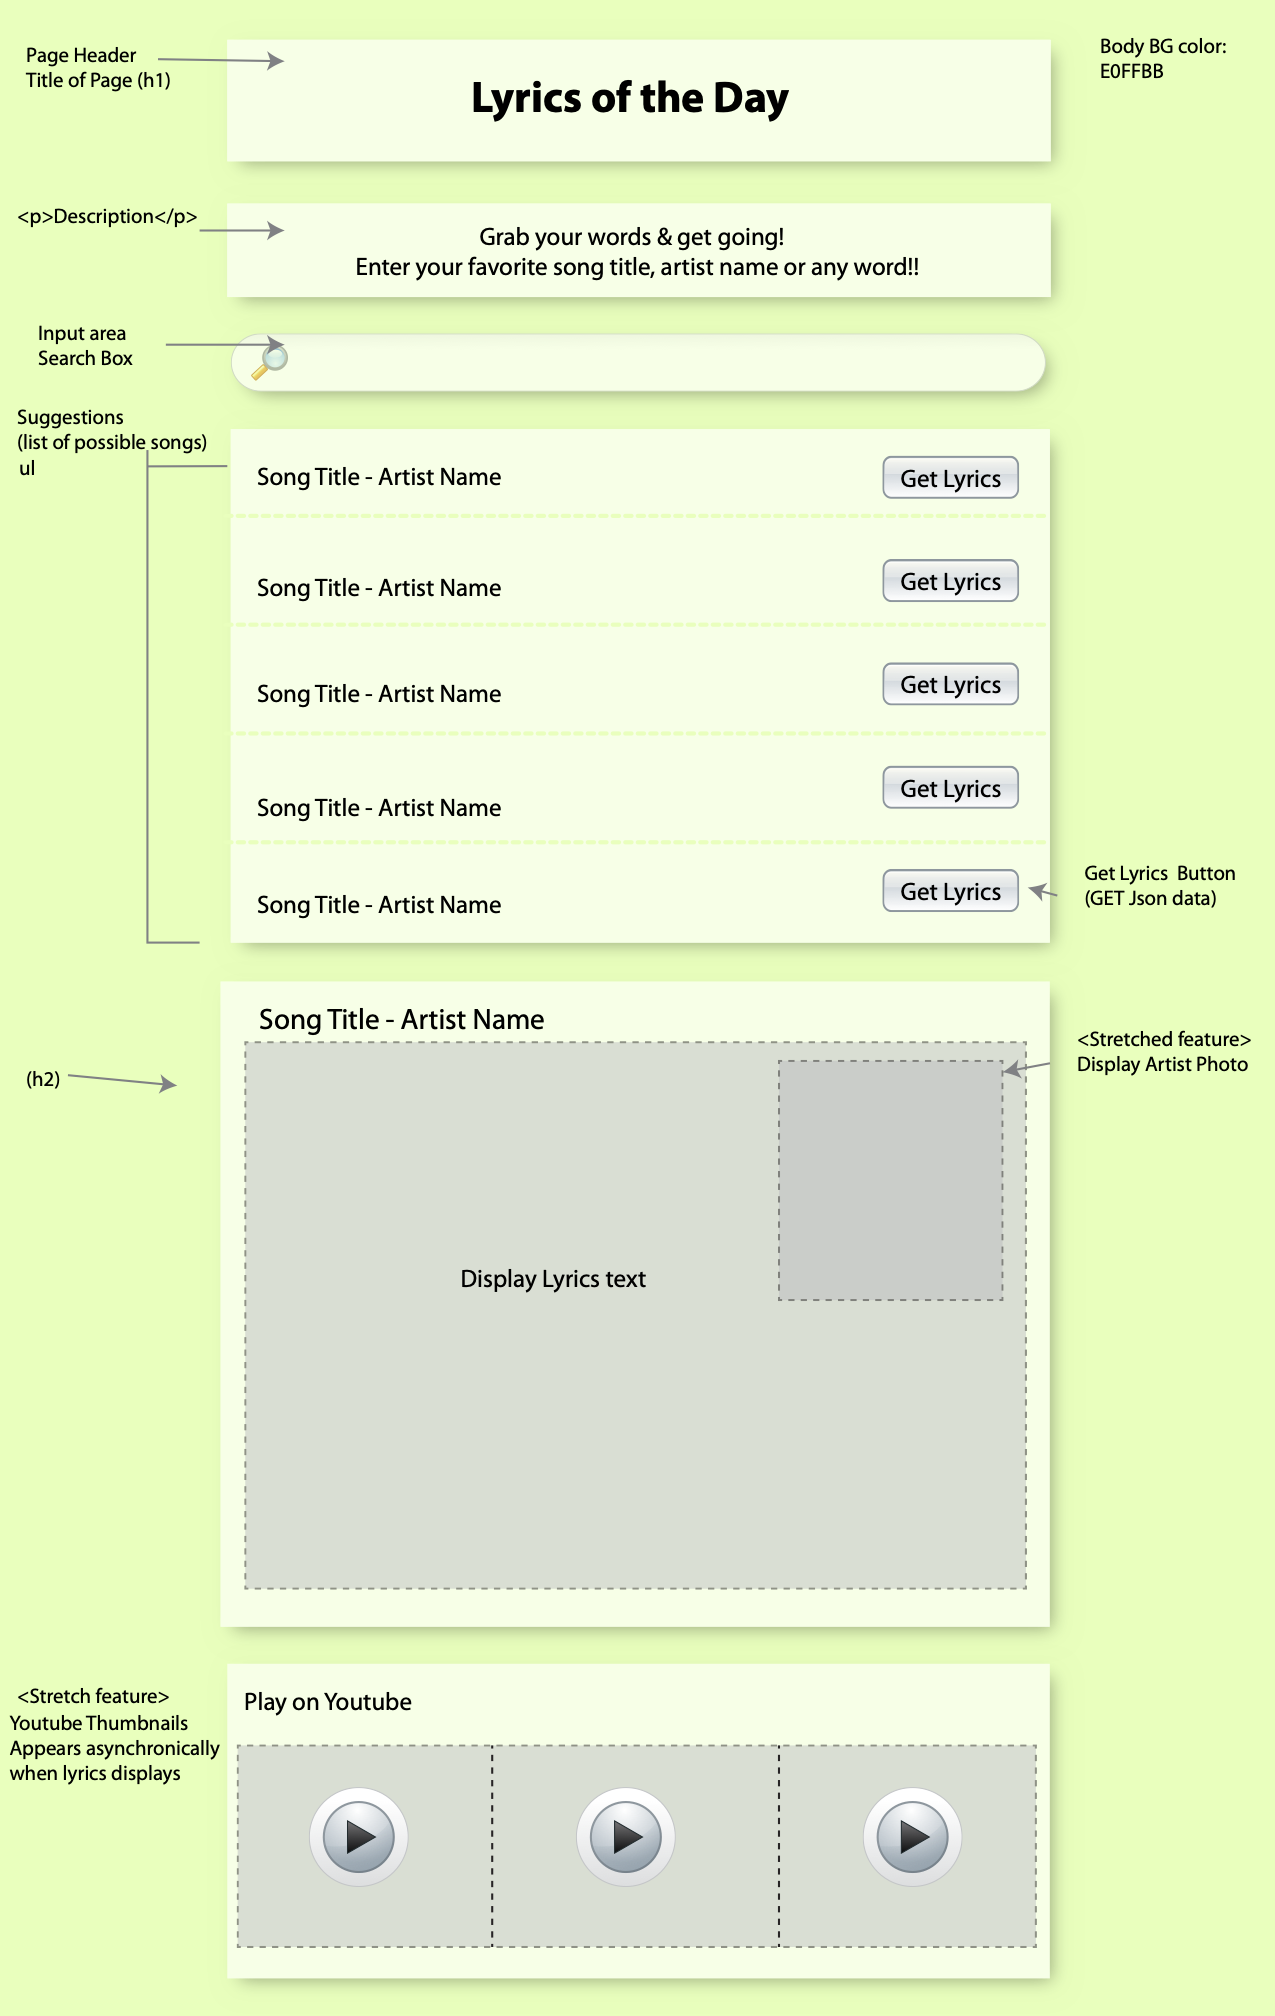 Page Header
Title of Page (h1)
Body BG color:
E0FFBB
Lyrics of the Day
<p>Description</p>
Grab your words & get going!
Enter your favorite song title, artist name or any word!!
Input area
Search Box
Suggestions
(list of possible songs)
ul
Song Title - Artist Name
Get Lyrics
Song Title - Artist Name
Get Lyrics
Song Title - Artist Name
Get Lyrics
Song Title - Artist Name
Get Lyrics
Song Title - Artist Name
Get Lyrics
Get Lyrics  Button
(GET Json data)
Song Title - Artist Name
<Stretched feature>
Display Artist Photo
(h2)
Display Lyrics text
<Stretch feature>
Youtube Thumbnails
Appears asynchronically
when lyrics displays
Play on Youtube